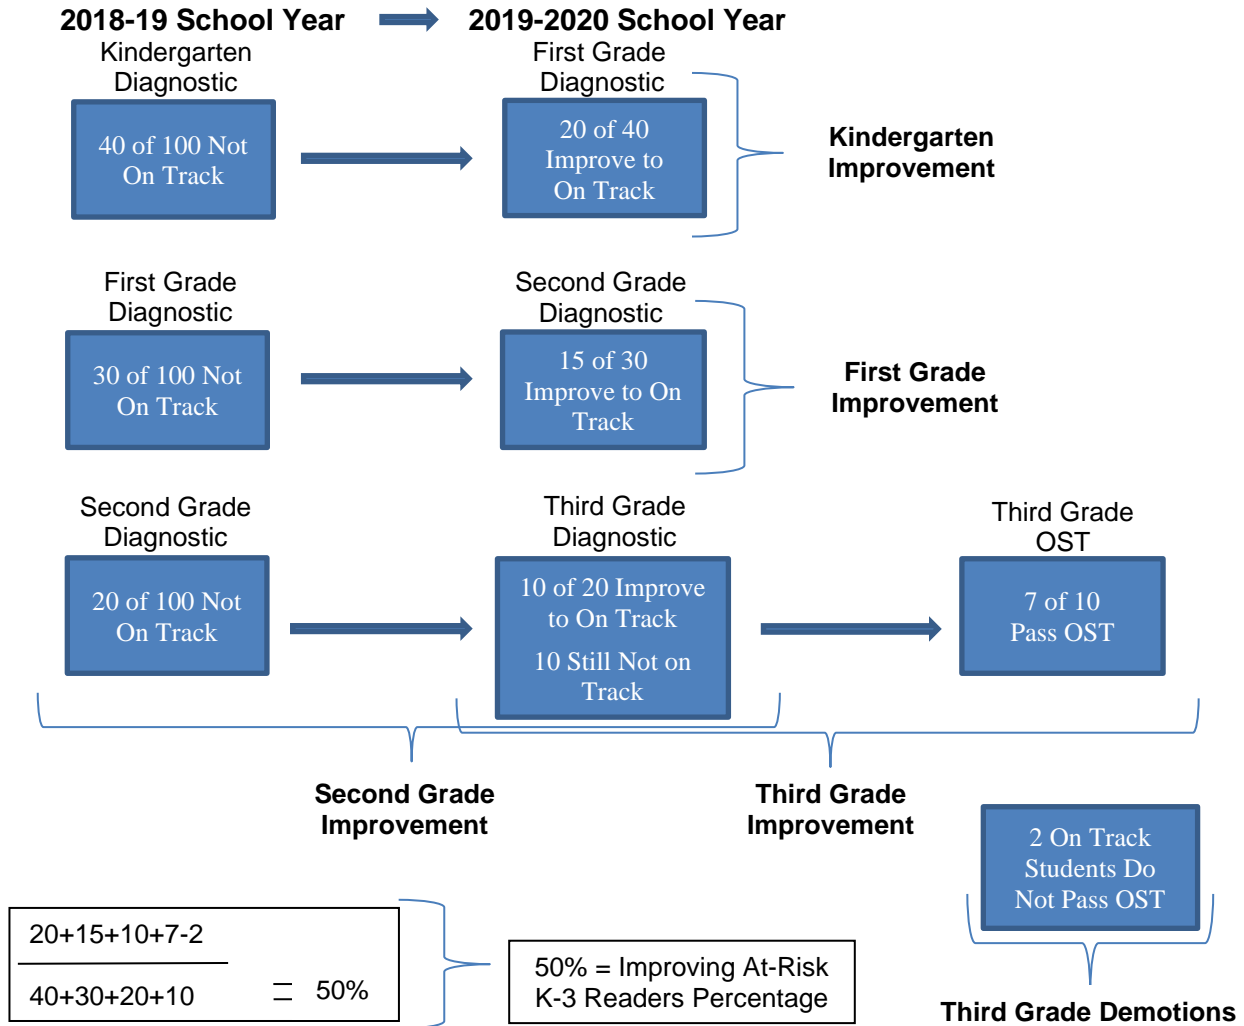 2018-19 School Year
2019-2020 School Year
Kindergarten
Diagnostic
First Grade
Diagnostic
40 of 100 Not
On Track
20 of 40
Improve to
On Track
Kindergarten
Improvement
First Grade
Diagnostic
Second Grade
Diagnostic
30 of 100 Not
On Track
15 of 30
Improve to On
Track
First Grade
Improvement
Second Grade
Diagnostic
Third Grade
Diagnostic
Third Grade
OST
20 of 100 Not
On Track
10 of 20 Improve
to On Track
10 Still Not on
Track
7 of 10
Pass OST
Second Grade
Improvement
Third Grade
Improvement
2 On Track
Students Do
Not Pass OST
20+15+10+7-2
40+30+20+10
= 50%
50% = Improving At-Risk
K-3 Readers Percentage
Third Grade Demotions